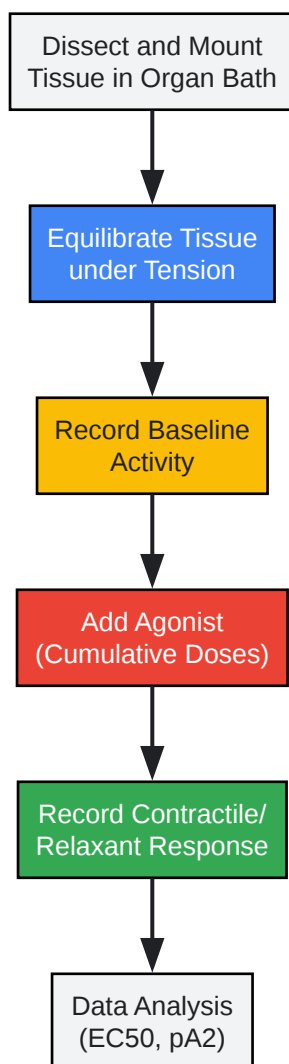 Dissect and Mount
Tissue in Organ Bath
Equilibrate Tissue
under Tension
Record Baseline
Activity
Add Agonist
(Cumulative Doses)
Record Contractile/
Relaxant Response
Data Analysis
(EC50, pA2)